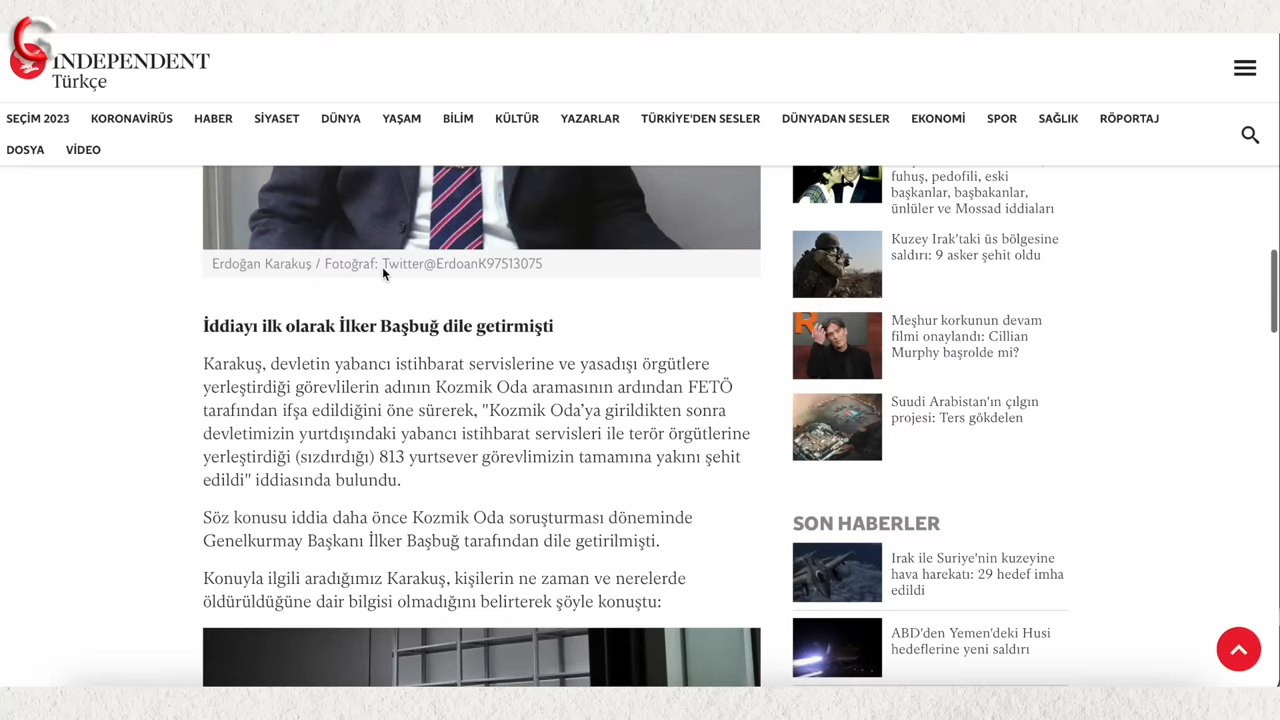 INDEPENDENT
Türkçe
SEÇİM 2023 KORONAVİRÜS HABER SİYASET DÜNYA YAŞAM BİLİM KÜLTÜR YAZARLAR TÜRKİYE'DEN SESLER DÜNYADAN SESLER EKONOMİ SPOR SAĞLIK RÖPORTAJ
DOSYA VİDEO
Erdoğan Karakuş / Fotoğraf: Twitter@ErdoanK97513075
İddiayı ilk olarak İlker Başbuğ dile getirmişti
Karakuş, devletin yabancı istihbarat servislerine ve yasadışı örgütlere
yerleştirdiği görevlilerin adının Kozmik Oda aramasının ardından FETÖ
tarafından ifşa edildiğini öne sürerek, "Kozmik Oda’ya girildikten sonra
devletimizin yurtdışındaki yabancı istihbarat servisleri ile terör örgütlerine
yerleştirdiği (sızdırdığı) 813 yurtsever görevlimizin tamamına yakını şehit
edildi" iddiasında bulundu.
Söz konusu iddia daha önce Kozmik Oda soruşturması döneminde
Genelkurmay Başkanı İlker Başbuğ tarafından dile getirilmişti.
Konuyla ilgili aradığımız Karakuş, kişilerin ne zaman ve nerelerde
öldürüldüğüne dair bilgisi olmadığını belirterek şöyle konuştu:
fuhuş, pedofili, eski
başkanlar, başbakanlar,
ünlüler ve Mossad iddiaları
Kuzey Irak'taki üs bölgesine
saldırı: 9 asker şehit oldu
Meşhur korkunun devam
filmi onaylandı: Cillian
Murphy başrolde mi?
Suudi Arabistan'ın çılgın
projesi: Ters gökdelen
SON HABERLER
Irak ile Suriye'nin kuzeyine
hava harekatı: 29 hedef imha
edildi
ABD'den Yemen'deki Husi
hedeflerine yeni saldırı